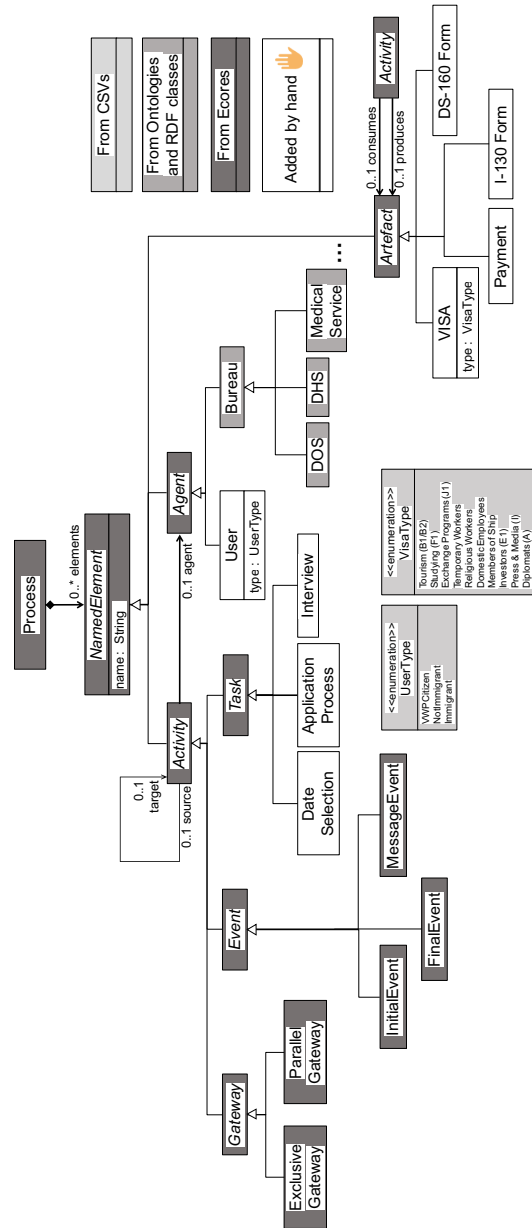 Process
0..* elements
NamedElement
name : String
From CSVs
From Ontologies
and RDF classes
From Ecores
Added by hand
0..1
target
0..1 source
Activity
0..1 agent
Agent
Gateway
Event
Task
User
type : UserType
Bureau
...
Artefact
0..1 consumes
0..1 produces
Activity
Exclusive
Gateway
Parallel
Gateway
InitialEvent
FinalEvent
MessageEvent
Date
Selection
Application
Process
Interview
DOS
DHS
Medical
Service
VISA
type : VisaType
Payment
I-130 Form
DS-160 Form
<<enumeration>>
UserType
VWPCitizen
NotImmigrant
Immigrant
<<enumeration>>
VisaType
Tourism (B1/B2)
Studying (F1)
Exchange Programs (J1)
Temporary Workers
Religious Workers
Domestic Employees
Members of Ship
Investors (E1)
Press & Media (I)
Diplomats (A)